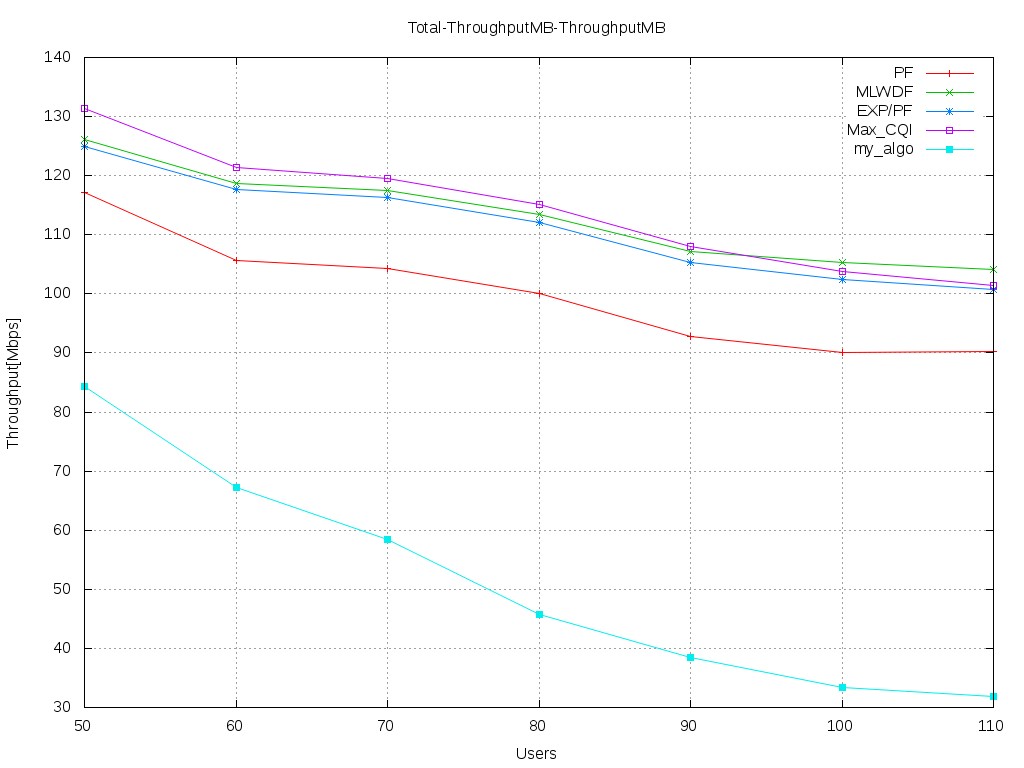 Total-ThroughputMB-ThroughputMB
140
130
120
110
100
90
80
70
60
50
40
30
Throughput[Mbps]
PF
MLWDF
EXP/PF
Max_CQI
my_algo
50 60 70 80 90 100 110
Users